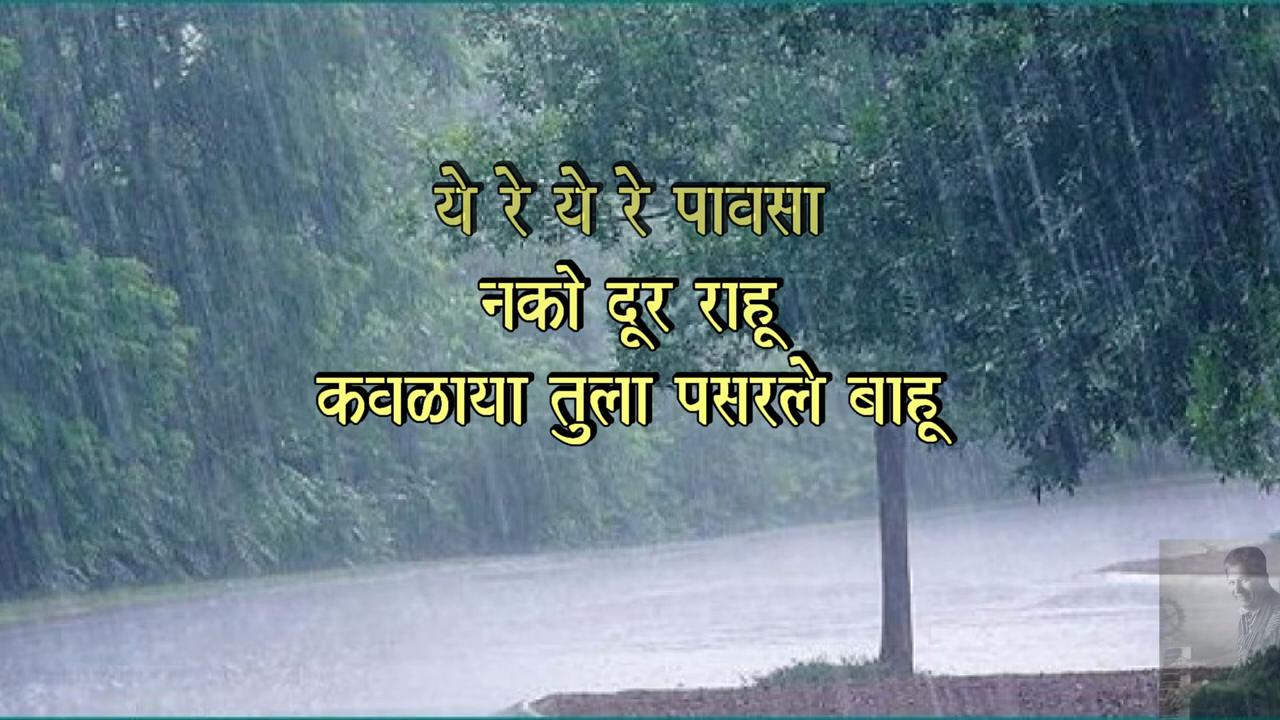 ये रे ये रे पावसा
नको दूर राहू
कवळाया तुला पसरले बाहू